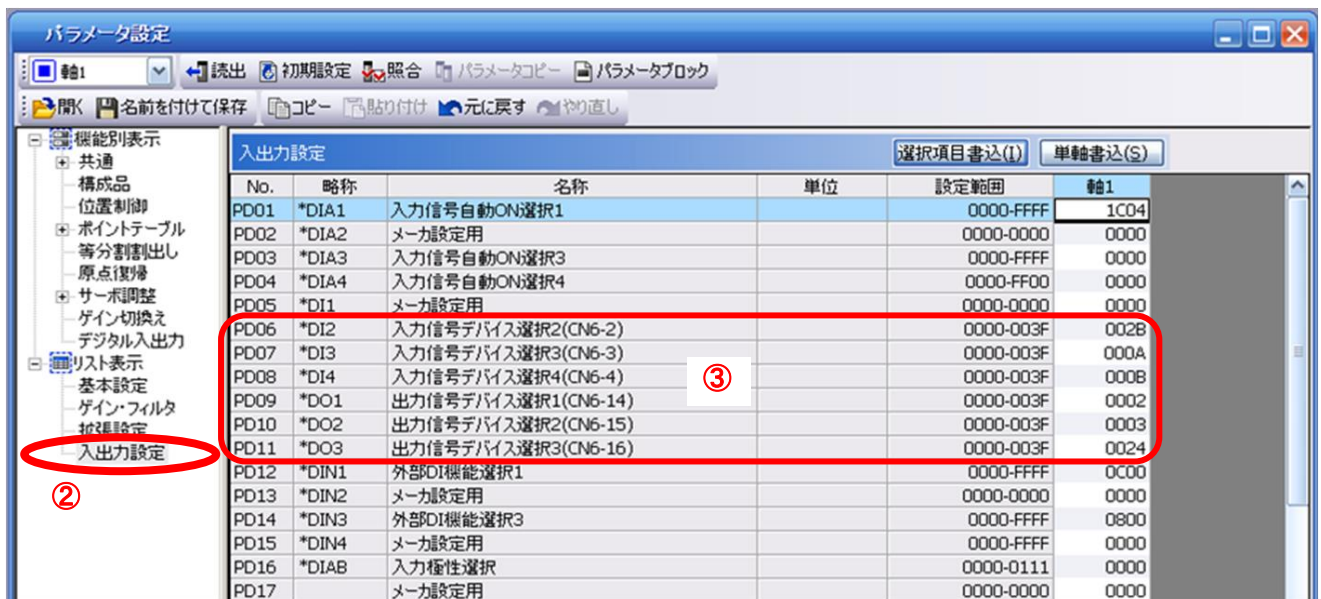 パラメータ設定
軸1 読出 初期設定 照合 パラメータコピー パラメータブロック
開く 名前を付けて保存 コピー 貼り付け 元に戻す やり直し
機能別表示
共通
構成品
位置制御
ポイントテーブル
等分割割出し
原点復帰
サーボ調整
ゲイン切換え
デジタル入出力
リスト表示
基本設定
ゲイン・フィルタ
拡張設定
入出力設定
②
入出力設定 選択項目書込(I) 単軸書込(S)
No. 略称 名称 単位 設定範囲 軸1
PD01 *DIA1 入力信号自動ON選択1 0000-FFFF 1C04
PD02 *DIA2 メーカ設定用 0000-0000 0000
PD03 *DIA3 入力信号自動ON選択3 0000-FFFF 0000
PD04 *DIA4 入力信号自動ON選択4 0000-FF00 0000
PD05 *DI1 メーカ設定用 0000-0000 0000
PD06 *DI2 入力信号デバイス選択2(CN6-2) 0000-003F 002B
PD07 *DI3 入力信号デバイス選択3(CN6-3) 0000-003F 000A
PD08 *DI4 入力信号デバイス選択4(CN6-4) ③ 0000-003F 000B
PD09 *DO1 出力信号デバイス選択1(CN6-14) 0000-003F 0002
PD10 *DO2 出力信号デバイス選択2(CN6-15) 0000-003F 0003
PD11 *DO3 出力信号デバイス選択3(CN6-16) 0000-003F 0024
PD12 *DIN1 外部DI機能選択1 0000-FFFF 0C00
PD13 *DIN2 メーカ設定用 0000-0000 0000
PD14 *DIN3 外部DI機能選択3 0000-FFFF 0800
PD15 *DIN4 メーカ設定用 0000-FFFF 0000
PD16 *DIAB 入力極性選択 0000-0111 0000
PD17 メーカ設定用 0000-0000 0000